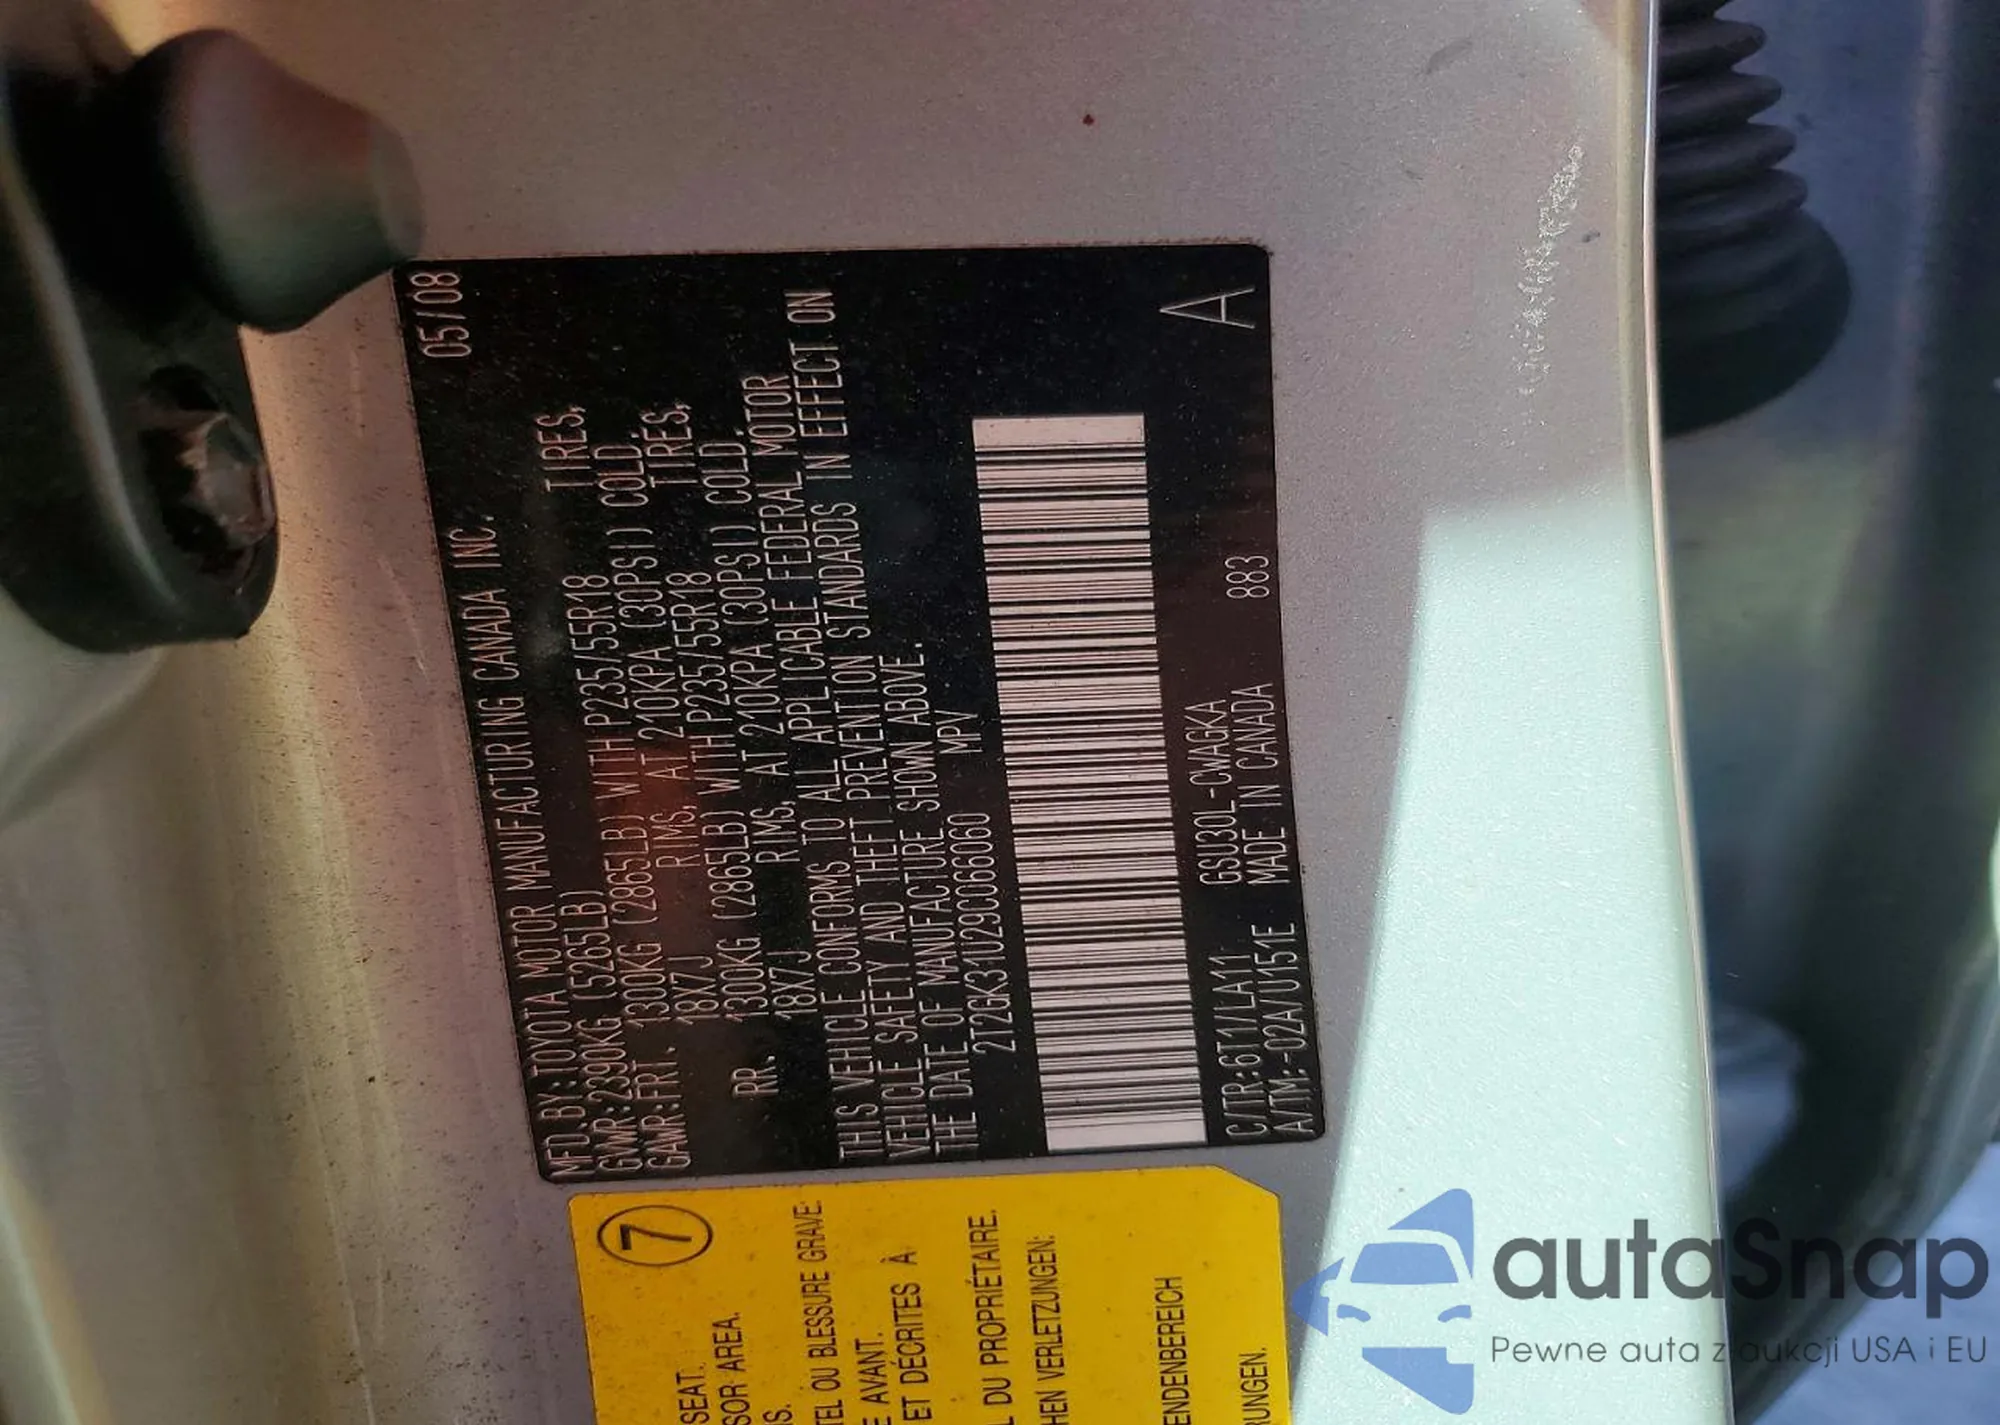 MFD.BY:TOYOTA MOTOR MANUFACTURING CANADA INC. 05/08
GVWR:2390KG (5265LB)
GAWR:FRT. 1300KG (2865LB) WITH P235/55R18 TIRES,
18X7J RIMS, AT 210KPA (30PSI) COLD.
RR. 1300KG (2865LB) WITH P235/55R18 TIRES,
18X7J RIMS, AT 210KPA (30PSI) COLD.
THIS VEHICLE CONFORMS TO ALL APPLICABLE FEDERAL MOTOR
VEHICLE SAFETY AND THEFT PREVENTION STANDARDS IN EFFECT ON
THE DATE OF MANUFACTURE SHOWN ABOVE.
2T2GK31U29C066060 MPV
C/TR:6T1/LA11 GSU30L-CWAGKA
A/TM:-02A/U151E MADE IN CANADA 883 A
7
SEAT.
SOR AREA.
TEL OU BLESSURE GRAVE:
E AVANT.
ET DÉCRITES À
L DU PROPRIÉTAIRE.
HEN VERLETZUNGEN:
ENDENBEREICH
RUNGEN.
autaSnap
Pewne auta z aukcji USA i EU